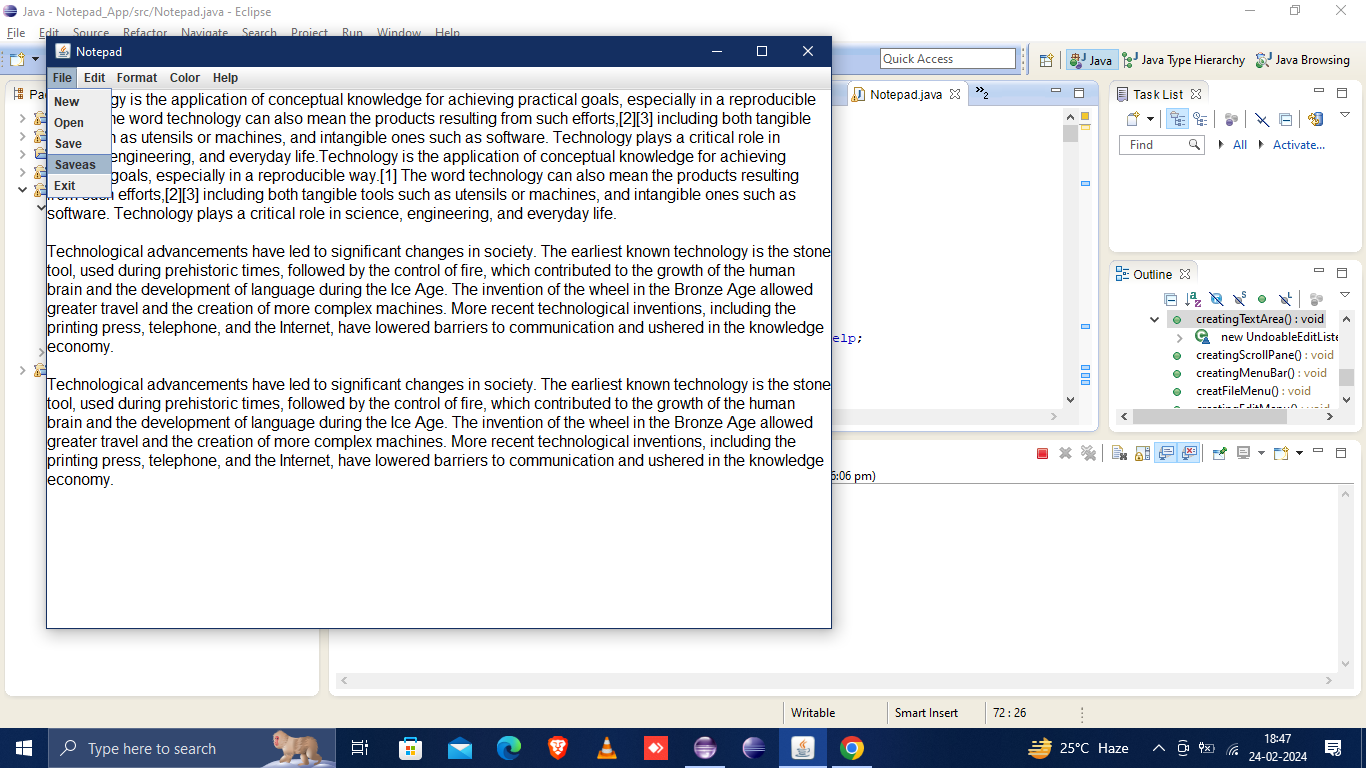 Java - Notepad_App/src/Notepad.java - Eclipse
File Edit Source Refactor Navigate Search Project Run Window Help
Notepad
Quick Access
Java
Java Type Hierarchy
Java Browsing
File Edit Format Color Help
New
Open
Save
Saveas
Exit
gy is the application of conceptual knowledge for achieving practical goals, especially in a reproducible
he word technology can also mean the products resulting from such efforts,[2][3] including both tangible
as utensils or machines, and intangible ones such as software. Technology plays a critical role in
engineering, and everyday life.Technology is the application of conceptual knowledge for achieving
goals, especially in a reproducible way.[1] The word technology can also mean the products resulting
from such efforts,[2][3] including both tangible tools such as utensils or machines, and intangible ones such as
software. Technology plays a critical role in science, engineering, and everyday life.
Technological advancements have led to significant changes in society. The earliest known technology is the stone
tool, used during prehistoric times, followed by the control of fire, which contributed to the growth of the human
brain and the development of language during the Ice Age. The invention of the wheel in the Bronze Age allowed
greater travel and the creation of more complex machines. More recent technological inventions, including the
printing press, telephone, and the Internet, have lowered barriers to communication and ushered in the knowledge
economy.
Technological advancements have led to significant changes in society. The earliest known technology is the stone
tool, used during prehistoric times, followed by the control of fire, which contributed to the growth of the human
brain and the development of language during the Ice Age. The invention of the wheel in the Bronze Age allowed
greater travel and the creation of more complex machines. More recent technological inventions, including the
printing press, telephone, and the Internet, have lowered barriers to communication and ushered in the knowledge
economy.
Notepad.java
»2
elp;
6:06 pm)
Task List
Find
All
Activate...
Outline
creatingTextArea() : void
new UndoableEditListe
creatingScrollPane() : void
creatingMenuBar() : void
creatFileMenu() : void
creatingEditMenu() : void
Writable
Smart Insert
72 : 26
Type here to search
25°C Haze
18:47
24-02-2024